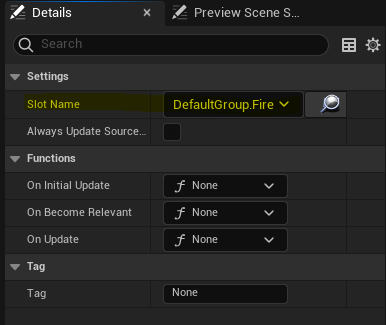 Details
Preview Scene S...
Search
Settings
Slot Name DefaultGroup.Fire
Always Update Source...
Functions
On Initial Update ƒ None
On Become Relevant ƒ None
On Update ƒ None
Tag
Tag None